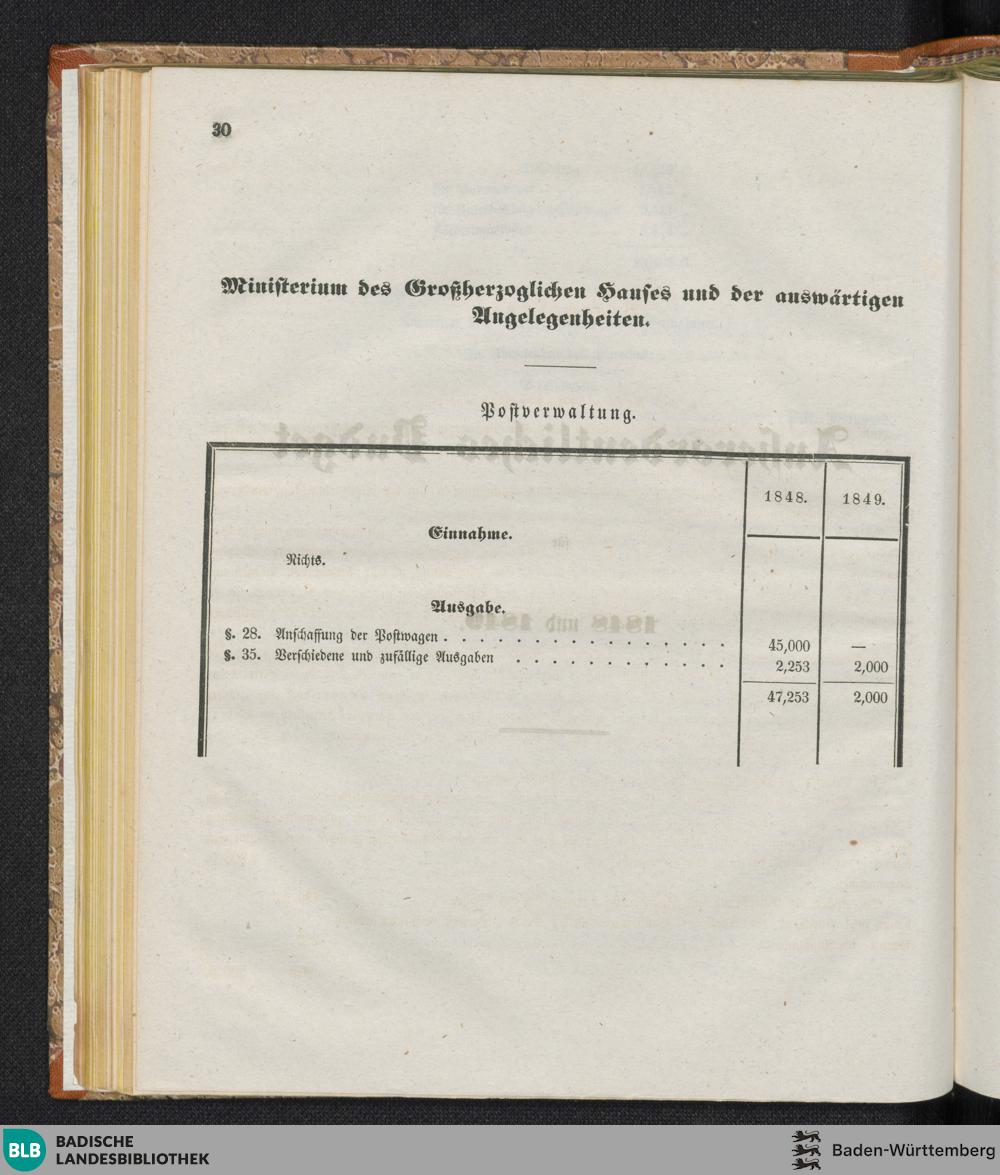 30
Ministerium des Großherzoglichen Hauses und der auswärtigen
Angelegenheiten.
Postverwaltung.
1848. 1849.
Einnahme.
Nichts.
Ausgabe.
§. 28. Anschaffung der Postwagen . . . . . . . . . . . . . . . 45,000 —
§. 35. Verschiedene und zufällige Ausgaben . . . . . . . . . . . . 2,253 2,000
47,253 2,000
BLB BADISCHE
LANDESBIBLIOTHEK
Baden-Württemberg